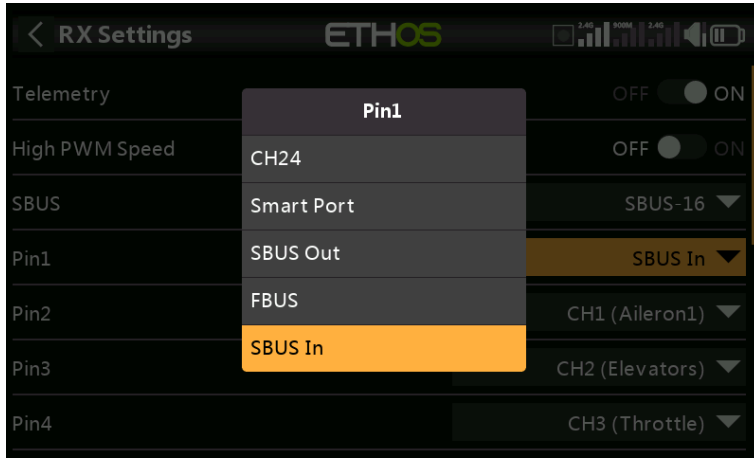 RX Settings
ETHOS
2.4G 900M 2.4G
Telemetry
OFF ON
High PWM Speed
OFF ON
SBUS
SBUS-16
Pin1
SBUS In
Pin2
CH1 (Aileron1)
Pin3
CH2 (Elevators)
Pin4
CH3 (Throttle)
Pin1
CH24
Smart Port
SBUS Out
FBUS
SBUS In